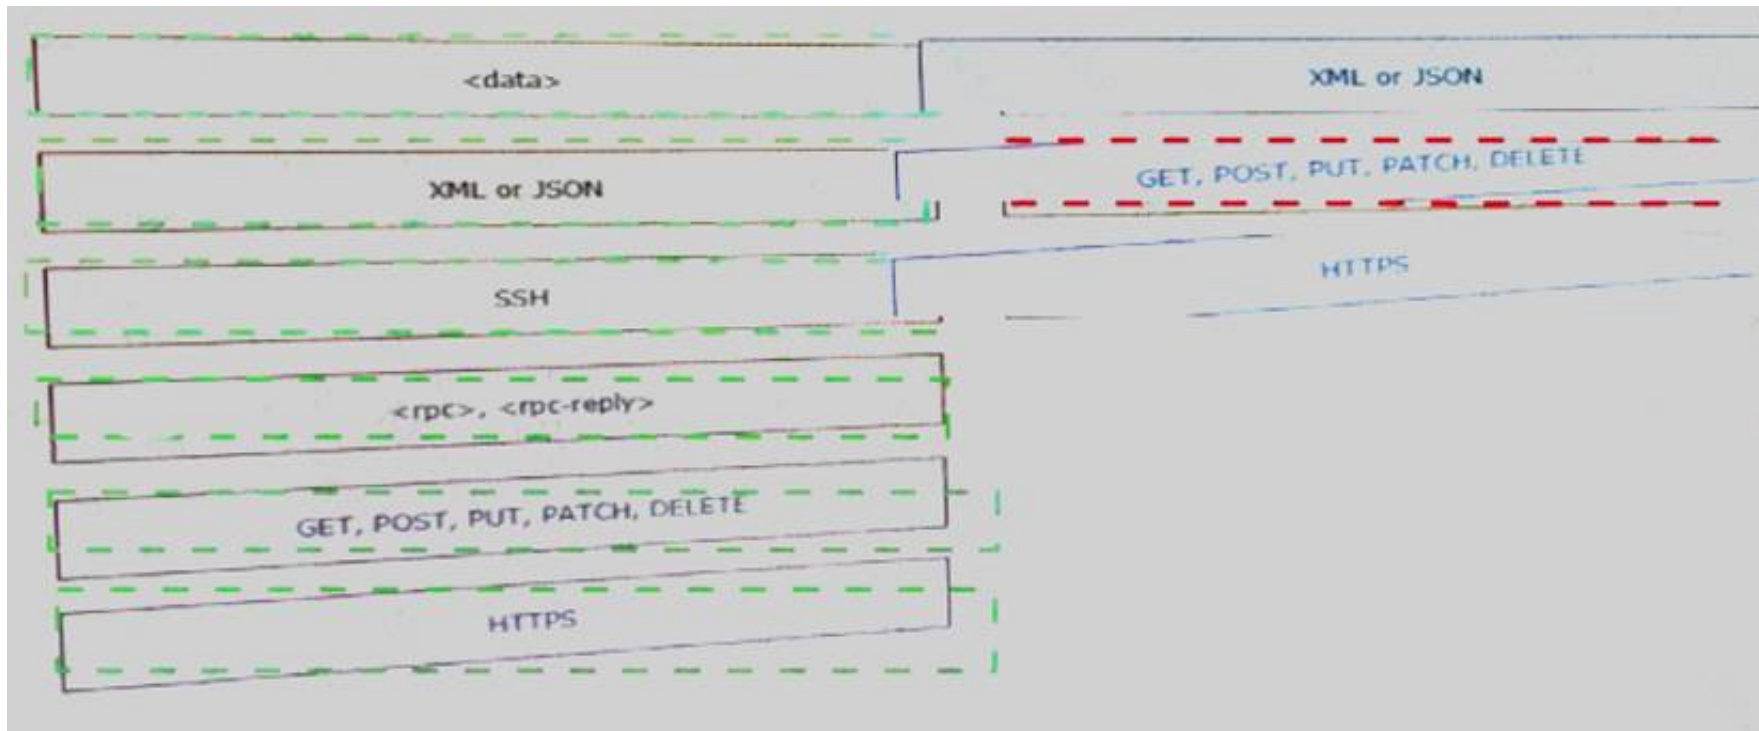 <data>
XML or JSON
XML or JSON
GET, POST, PUT, PATCH, DELETE
SSH
HTTPS
<rpc>, <rpc-reply>
GET, POST, PUT, PATCH, DELETE
HTTPS